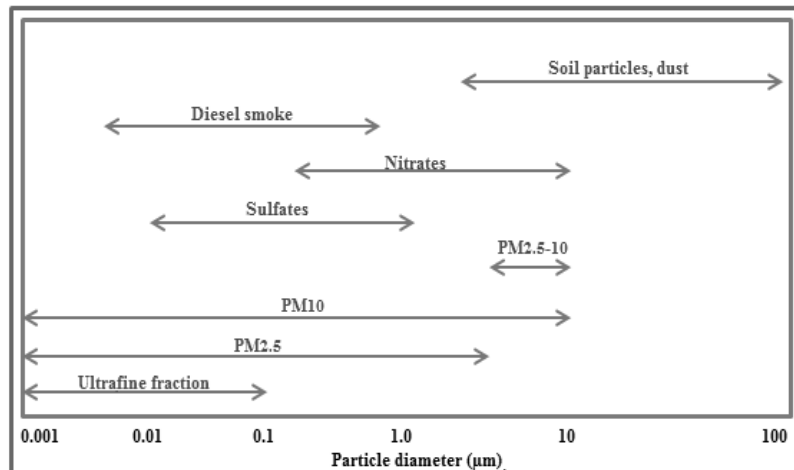 Soil particles, dust
Diesel smoke
Nitrates
Sulfates
PM2.5-10
PM10
PM2.5
Ultrafine fraction
0.001 0.01 0.1 1.0 10 100
Particle diameter (µm)